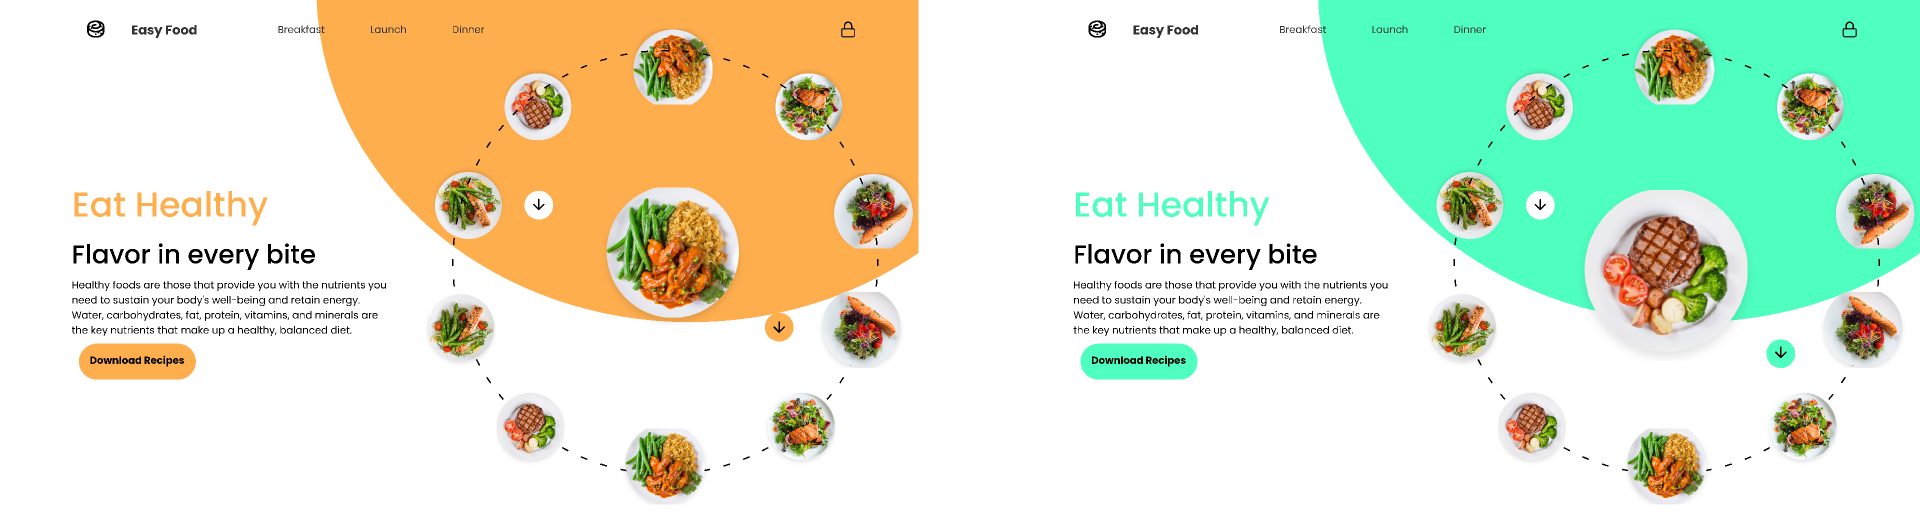 Easy Food
Breakfast
Launch
Dinner
Eat Healthy
Flavor in every bite
Healthy foods are those that provide you with the nutrients you
need to sustain your body's well-being and retain energy.
Water, carbohydrates, fat, protein, vitamins, and minerals are
the key nutrients that make up a healthy, balanced diet.
Download Recipes
Easy Food
Breakfast
Launch
Dinner
Eat Healthy
Flavor in every bite
Healthy foods are those that provide you with the nutrients you
need to sustain your body's well-being and retain energy.
Water, carbohydrates, fat, protein, vitamins, and minerals are
the key nutrients that make up a healthy, balanced diet.
Download Recipes